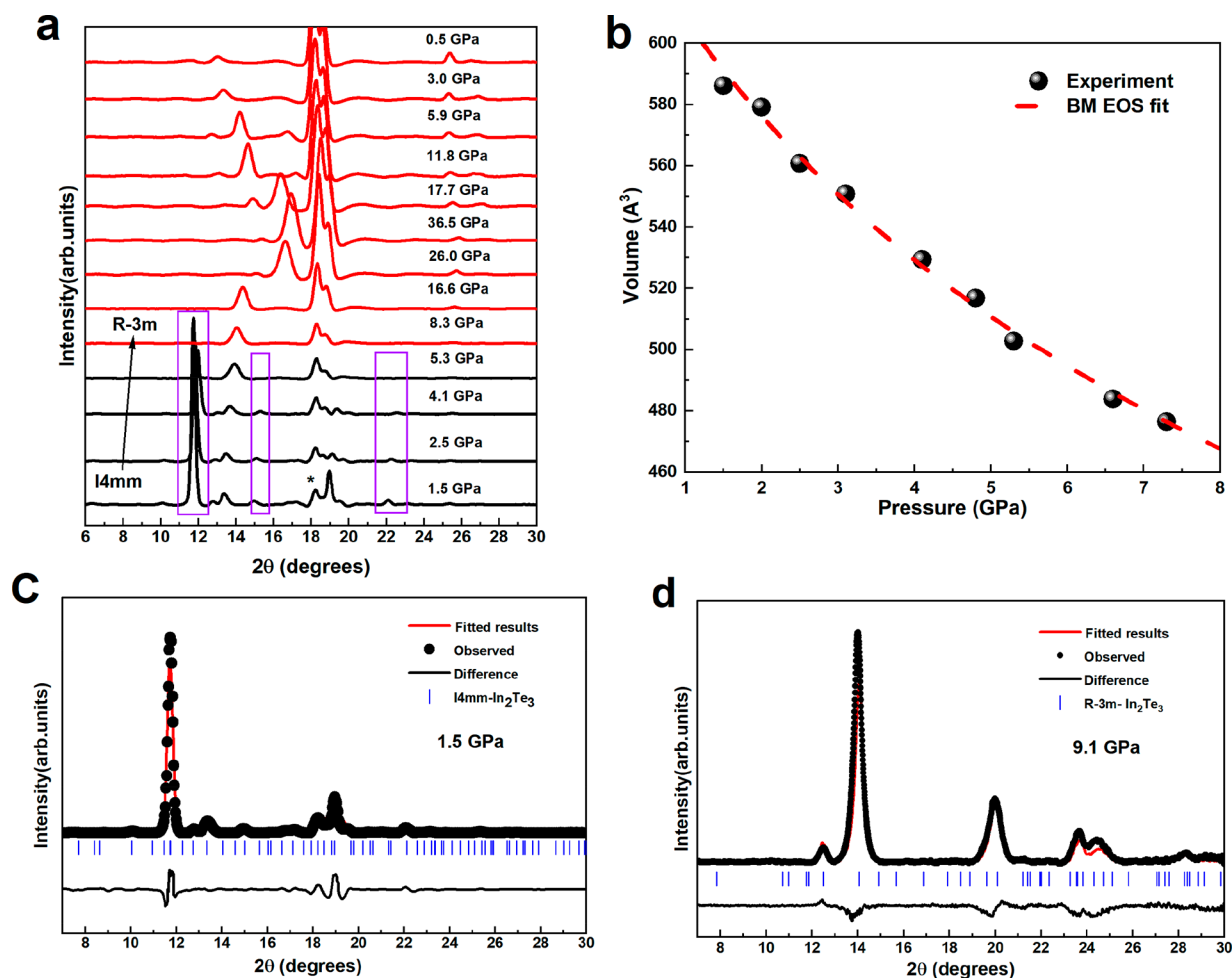 a
0.5 GPa
3.0 GPa
5.9 GPa
11.8 GPa
17.7 GPa
36.5 GPa
26.0 GPa
16.6 GPa
8.3 GPa
5.3 GPa
4.1 GPa
2.5 GPa
1.5 GPa
R-3m
I4mm
*
Intensity(arb.units)
6 8 10 12 14 16 18 20 22 24 26 28 30
2θ (degrees)
b
Experiment
BM EOS fit
600
580
560
540
520
500
480
460
Volume (A³)
1 2 3 4 5 6 7 8
Pressure (GPa)
C
Fitted results
Observed
Difference
I4mm-In₂Te₃
1.5 GPa
Intensity(arb.units)
8 10 12 14 16 18 20 22 24 26 28 30
2θ (degrees)
d
Fitted results
Observed
Difference
R-3m- In₂Te₃
9.1 GPa
Intensity(arb.units)
8 10 12 14 16 18 20 22 24 26 28 30
2θ (degrees)